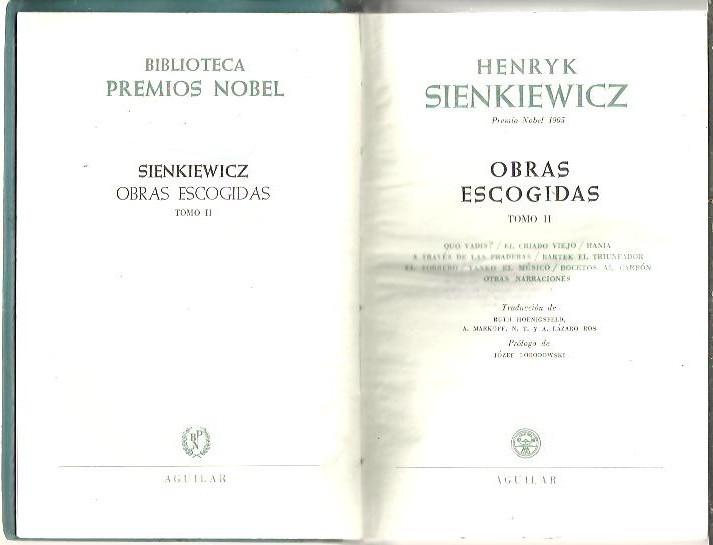 BIBLIOTECA
PREMIOS NOBEL
SIENKIEWICZ
OBRAS ESCOGIDAS
TOMO II
BPN
AGUILAR
HENRYK
SIENKIEWICZ
Premio Nobel 1905
OBRAS
ESCOGIDAS
TOMO II
QUO VADIS? / EL CRIADO VIEJO / HANIA
A TRAVÉS DE LAS PRADERAS / BARTEK EL TRIUNFADOR
EL TORRERO / YANKO EL MÚSICO / BOCETOS AL CARBÓN
OTRAS NARRACIONES
Traducción de
RUTH HOENIGSFELD,
A. MARKOFF, N. T. y A. LÁZARO ROS
Prólogo de
JÓZEF LOBODOWSKI
AGUILAR